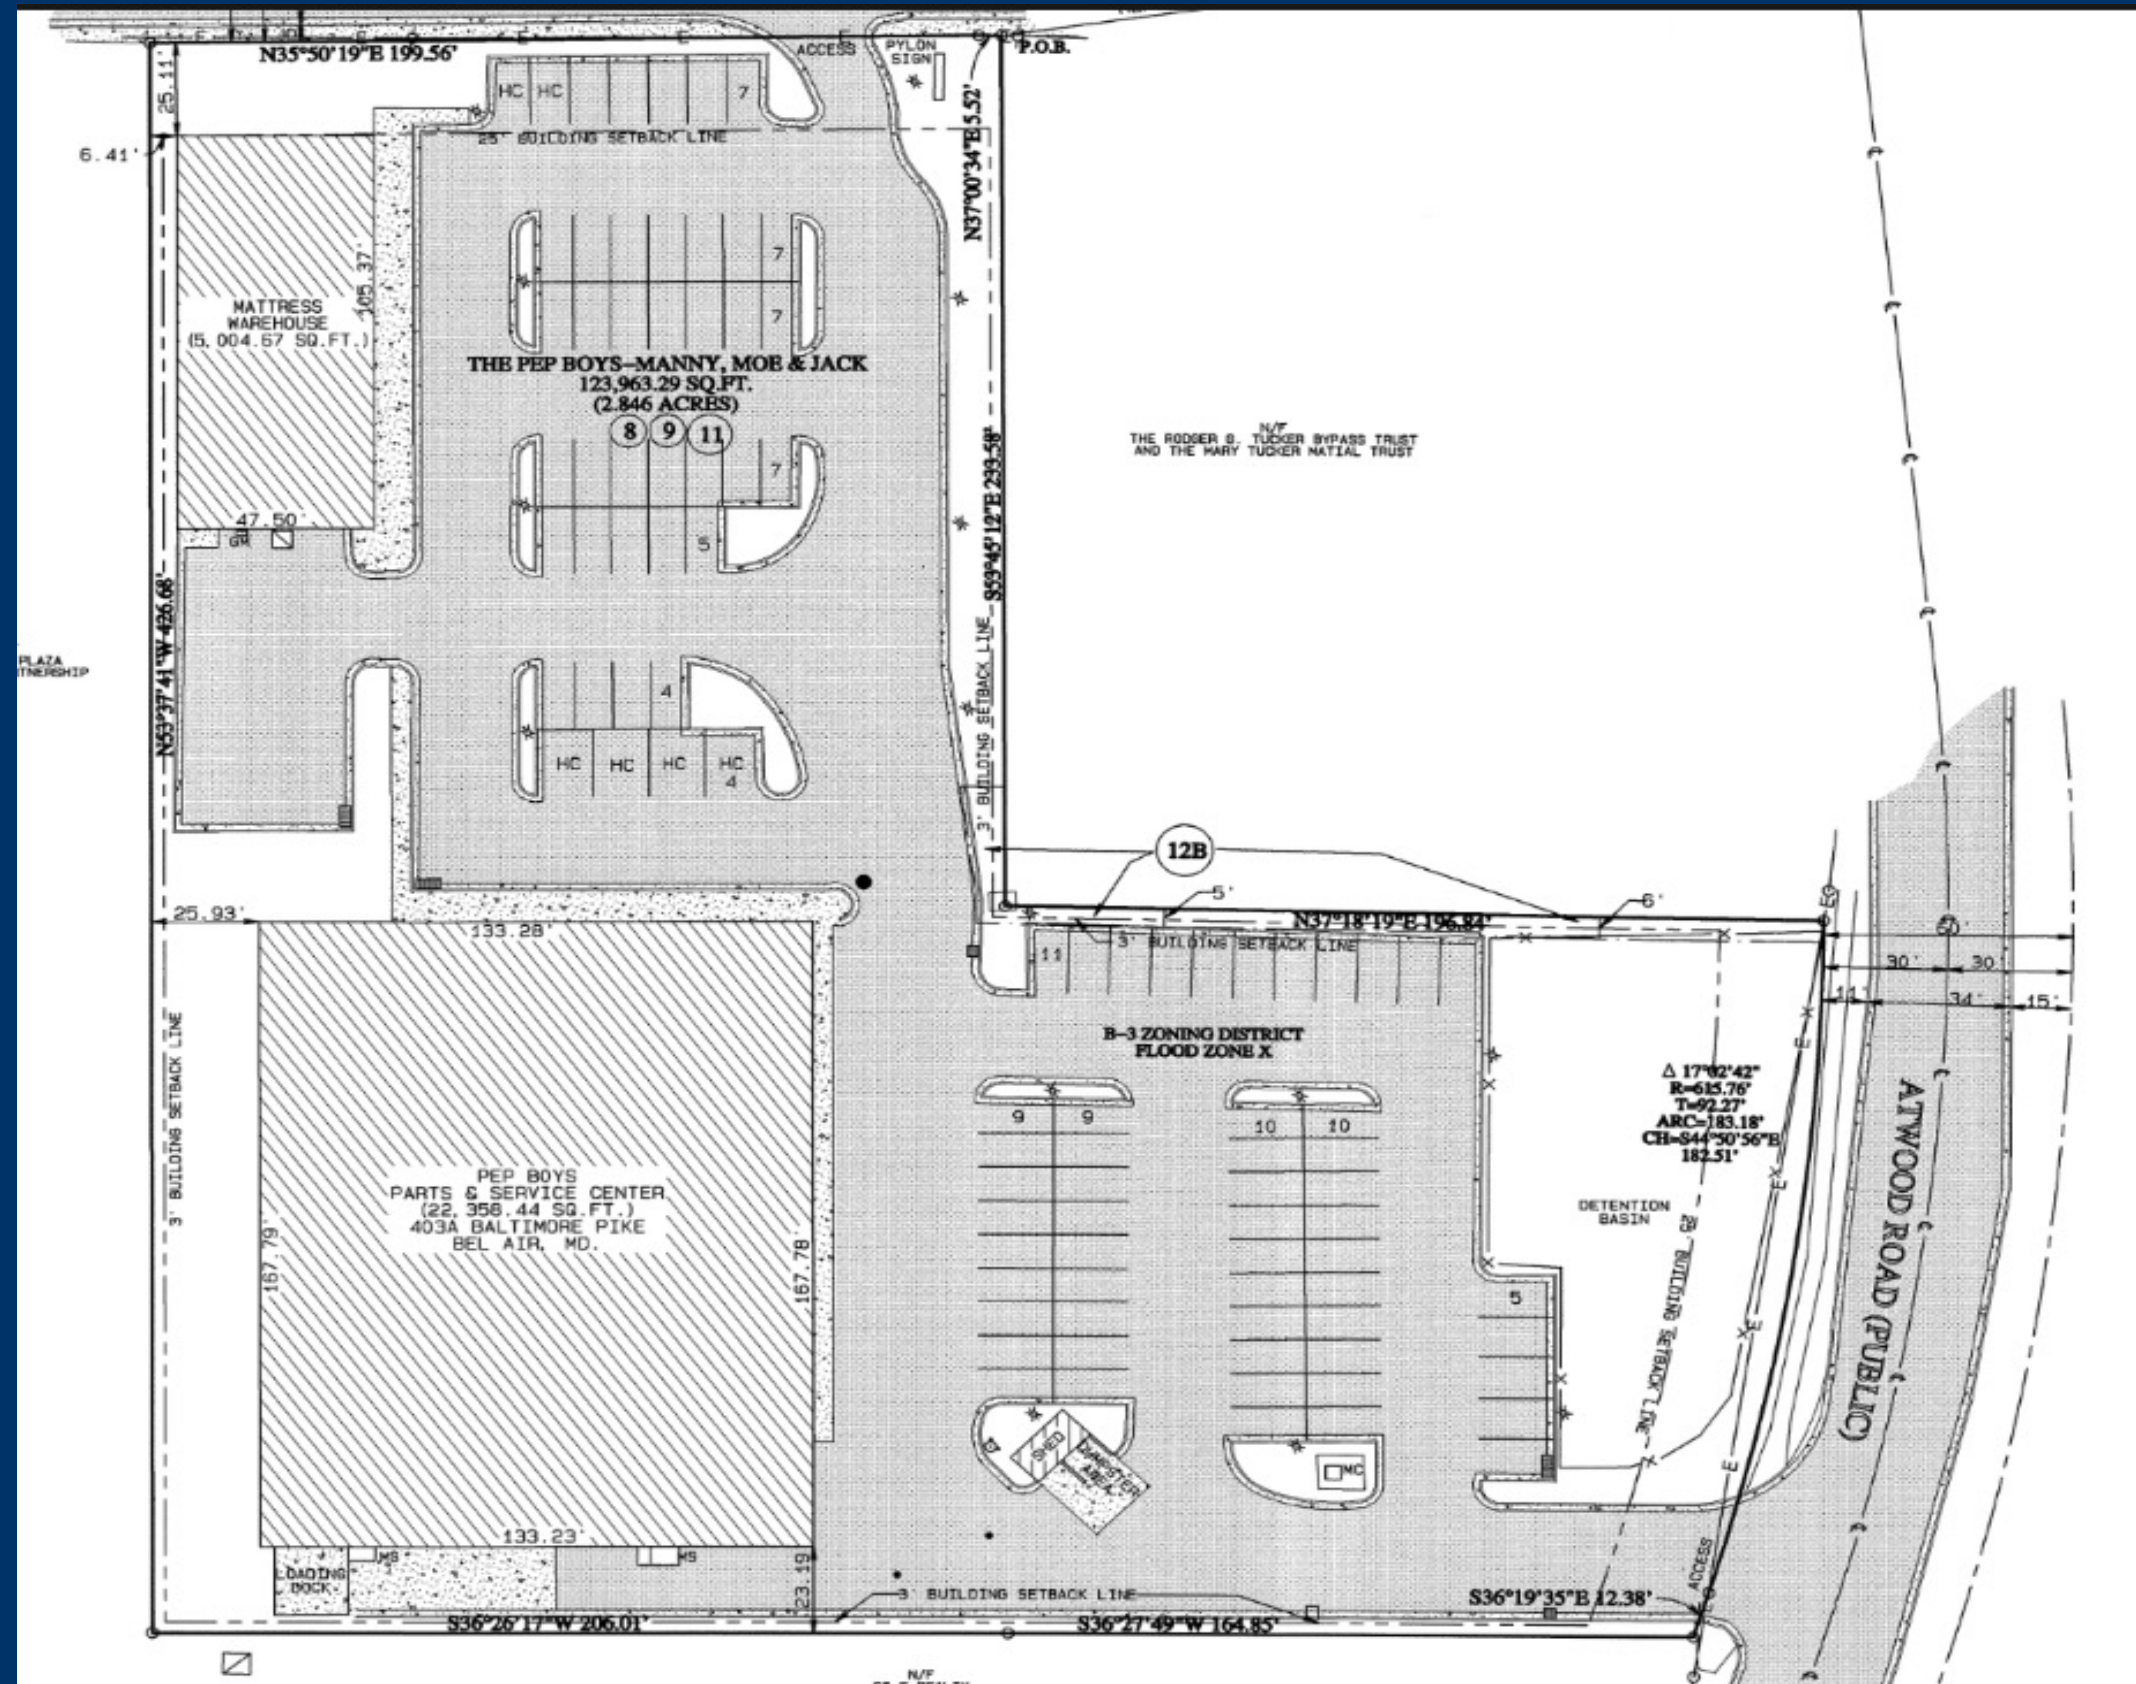 N35°50'19"E 199.56'
ACCESS
PYLON
SIGN
P.O.B.
25.11'
HC
HC
7
N37°00'34"E 5.52'
25' BUILDING SETBACK LINE
6.41'
105.37'
MATTRESS
WAREHOUSE
(5,004.67 SQ.FT.)
7
7
THE PEP BOYS-MANNY, MOE & JACK
123,963.29 SQ.FT.
(2.846 ACRES)
8
9
11
N/F
THE RODGER G. TUCKER BYPASS TRUST
AND THE MARY TUCKER MATIAL TRUST
7
5
47.50'
S53°45'12"E 233.58'
3' BUILDING SETBACK LINE
N53°37'41"W 426.68'
PLAZA
TNERSHIP
4
HC
HC
HC
HC
4
12B
5'
6'
N37°18'19"E 196.84'
3' BUILDING SETBACK LINE
11
25.93'
133.28'
60'
30'
30'
11'
34'
15'
B-3 ZONING DISTRICT
FLOOD ZONE X
Δ 17°02'42"
R=615.76'
T=92.27'
ARC=183.18'
CH=S44°50'56"E
182.51'
ATWOOD ROAD (PUBLIC)
9
9
10
10
3' BUILDING SETBACK LINE
PEP BOYS
PARTS & SERVICE CENTER
(22,358.44 SQ.FT.)
403A BALTIMORE PIKE
BEL AIR, MD.
167.79'
167.78'
DETENTION
BASIN
25' BUILDING SETBACK LINE
5
SHED
DUMPSTER
AREA
MC
133.23'
MS
MS
LOADING
DOCK
23.19
3' BUILDING SETBACK LINE
ACCESS
S36°19'35"E 12.38'
S36°26'17"W 206.01'
S36°27'49"W 164.85'
N/F